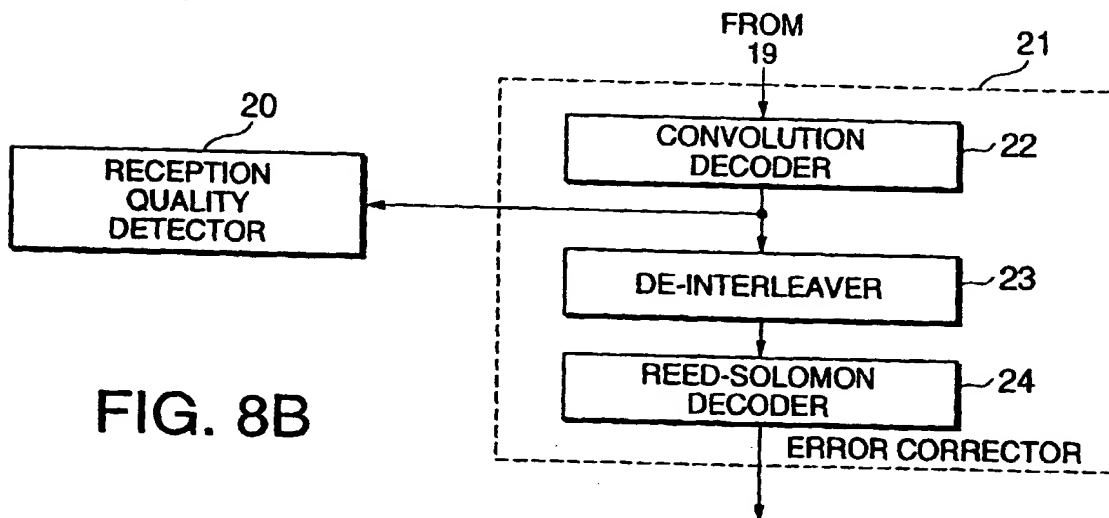 FROM
19
21
20
RECEPTION
QUALITY
DETECTOR
CONVOLUTION
DECODER
22
DE-INTERLEAVER
23
REED-SOLOMON
DECODER
24
ERROR CORRECTOR
FIG. 8B